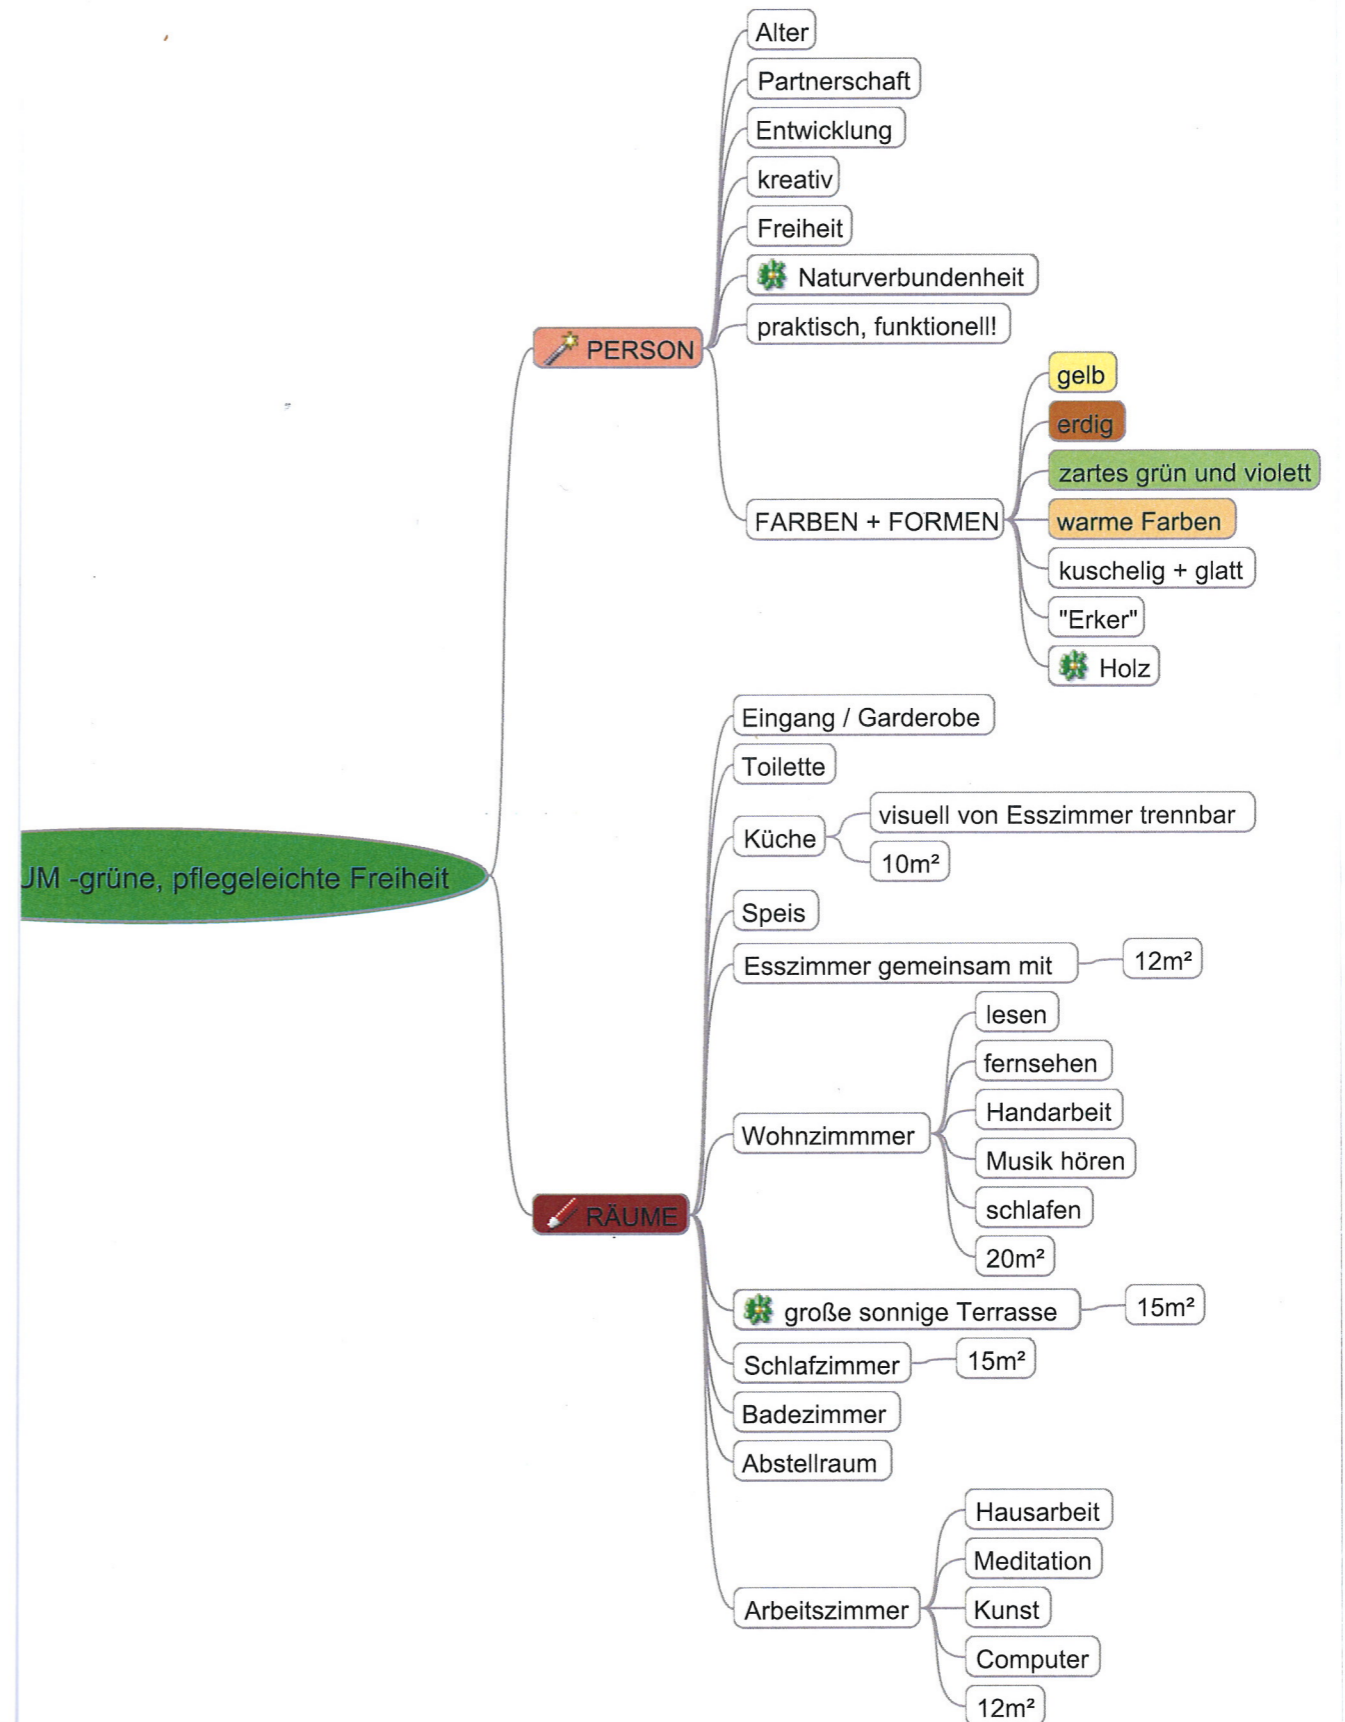 Alter
Partnerschaft
Entwicklung
kreativ
Freiheit
Naturverbundenheit
praktisch, funktionell!
PERSON
gelb
erdig
zartes grün und violett
FARBEN + FORMEN
warme Farben
kuschelig + glatt
"Erker"
Holz
Eingang / Garderobe
Toilette
Küche
visuell von Esszimmer trennbar
10m²
UM -grüne, pflegeleichte Freiheit
Speis
Esszimmer gemeinsam mit
12m²
lesen
fernsehen
Handarbeit
Wohnzimmmer
Musik hören
schlafen
20m²
RÄUME
große sonnige Terrasse
15m²
Schlafzimmer
15m²
Badezimmer
Abstellraum
Hausarbeit
Meditation
Arbeitszimmer
Kunst
Computer
12m²